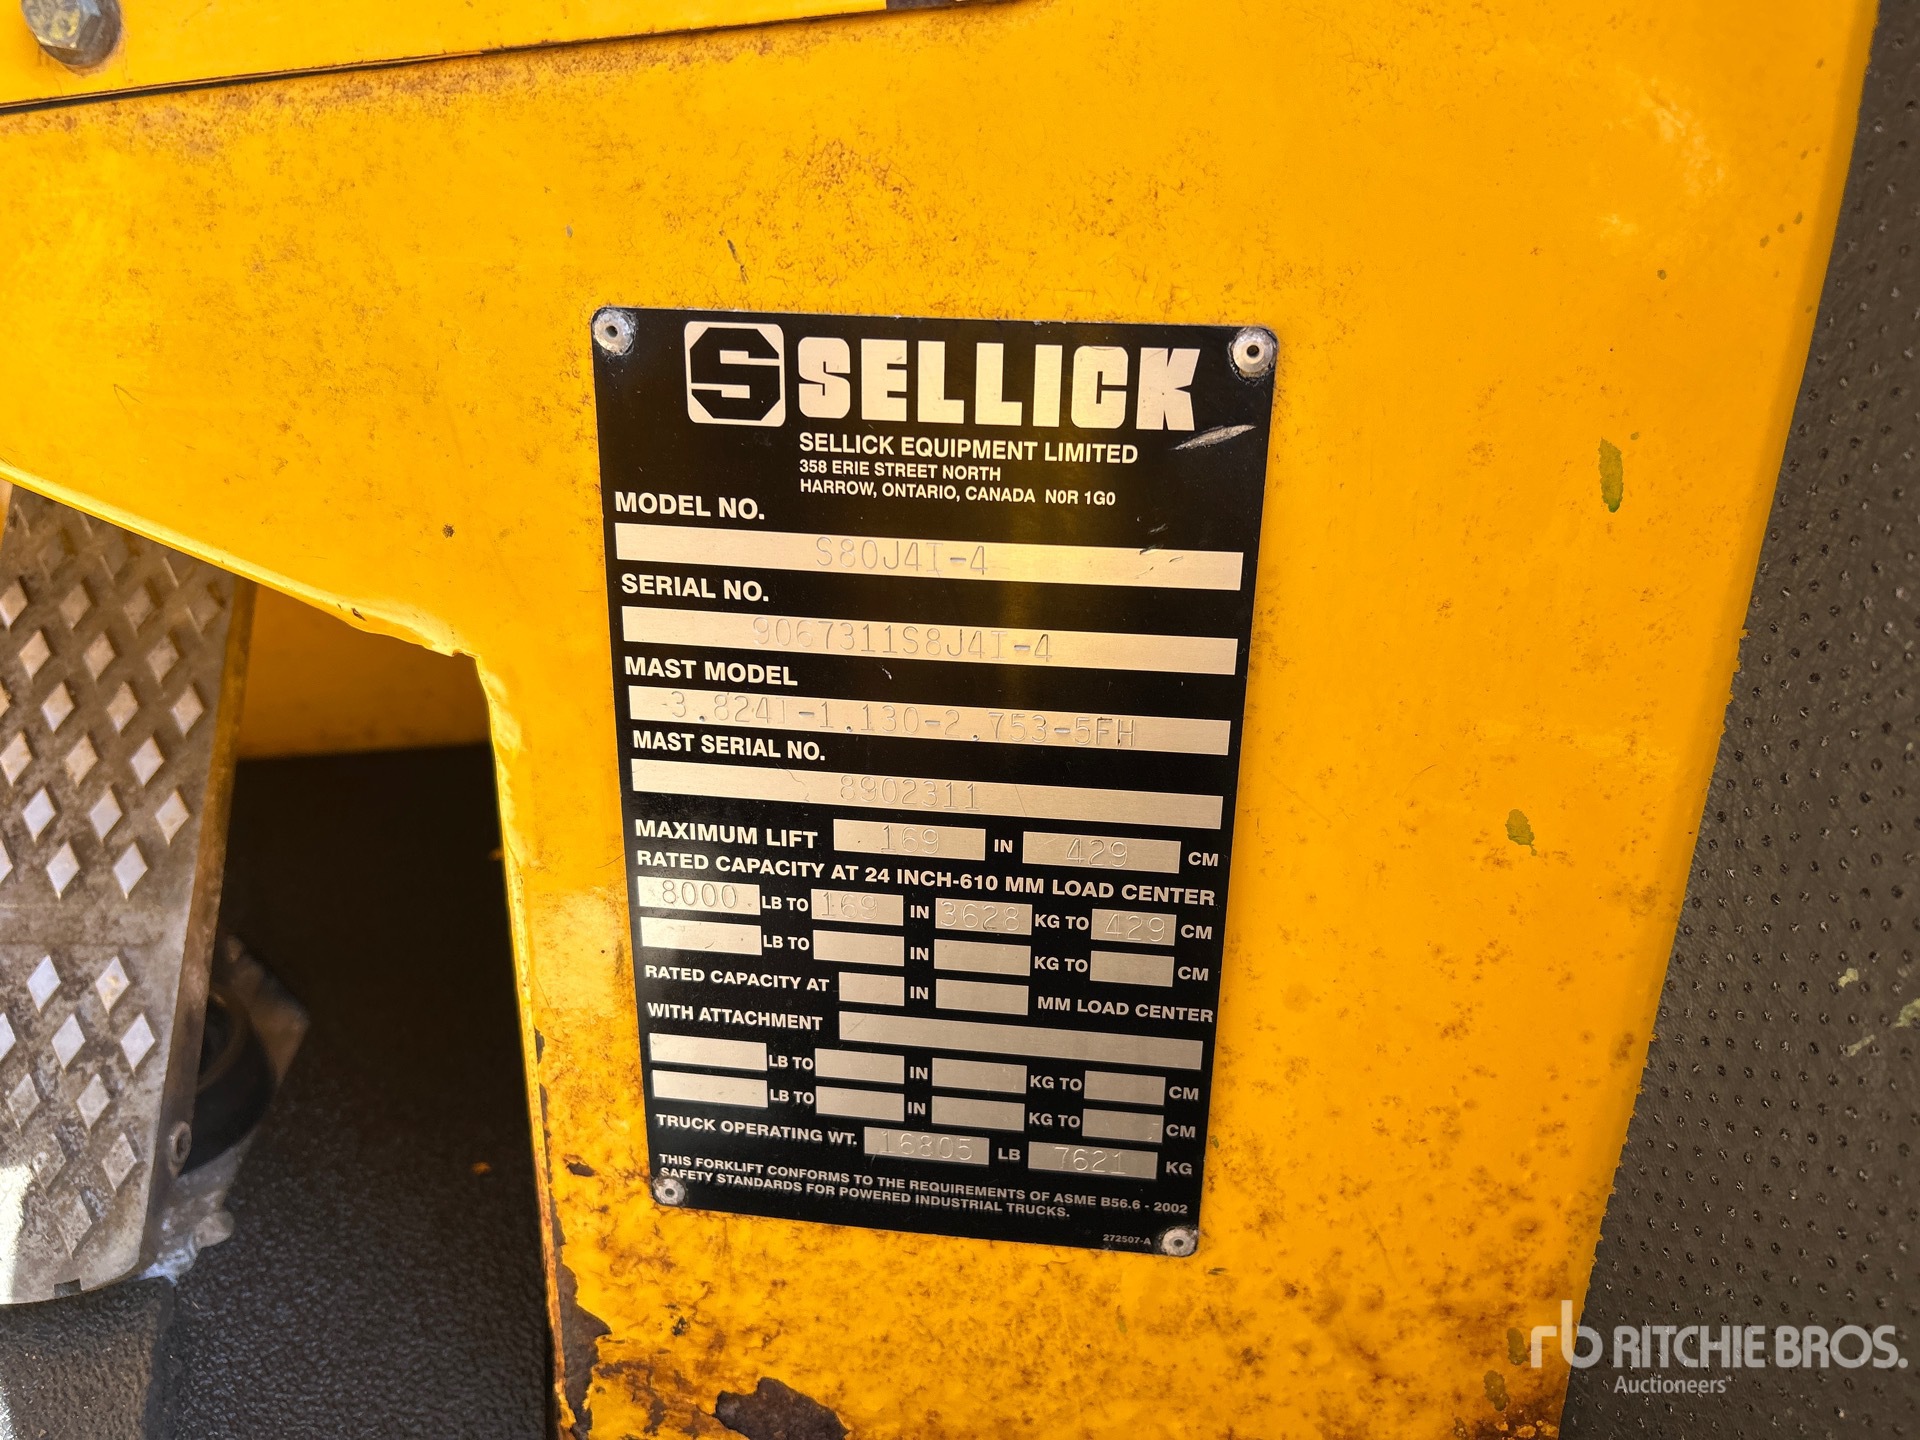 S SELLICK
SELLICK EQUIPMENT LIMITED
358 ERIE STREET NORTH
HARROW, ONTARIO, CANADA N0R 1G0
MODEL NO.
S80J4I-4
SERIAL NO.
9067311S8J4I-4
MAST MODEL
3.824I-1.130-2.753-5FH
MAST SERIAL NO.
8902311
MAXIMUM LIFT 169 IN 429 CM
RATED CAPACITY AT 24 INCH-610 MM LOAD CENTER
8000 LB TO 169 IN 3628 KG TO 429 CM
LB TO IN KG TO CM
RATED CAPACITY AT IN MM LOAD CENTER
WITH ATTACHMENT
LB TO IN KG TO CM
LB TO IN KG TO CM
TRUCK OPERATING WT. 16805 LB 7621 KG
THIS FORKLIFT CONFORMS TO THE REQUIREMENTS OF ASME B56.6 - 2002
SAFETY STANDARDS FOR POWERED INDUSTRIAL TRUCKS.
272507-A
rb RITCHIE BROS.
Auctioneers